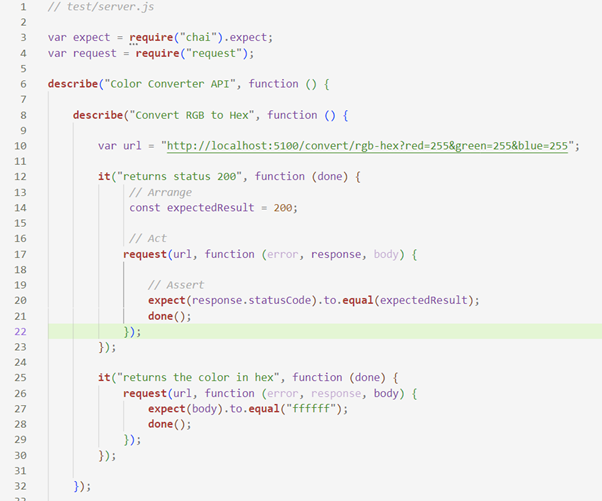 1 // test/server.js
2
3 var expect = require("chai").expect;
4 var request = require("request");
5
6 describe("Color Converter API", function () {
7
8 describe("Convert RGB to Hex", function () {
9
10 var url = "http://localhost:5100/convert/rgb-hex?red=255&green=255&blue=255";
11
12 it("returns status 200", function (done) {
13 // Arrange
14 const expectedResult = 200;
15
16 // Act
17 request(url, function (error, response, body) {
18
19 // Assert
20 expect(response.statusCode).to.equal(expectedResult);
21 done();
22 });
23 });
24
25 it("returns the color in hex", function (done) {
26 request(url, function (error, response, body) {
27 expect(body).to.equal("ffffff");
28 done();
29 });
30 });
31
32 });